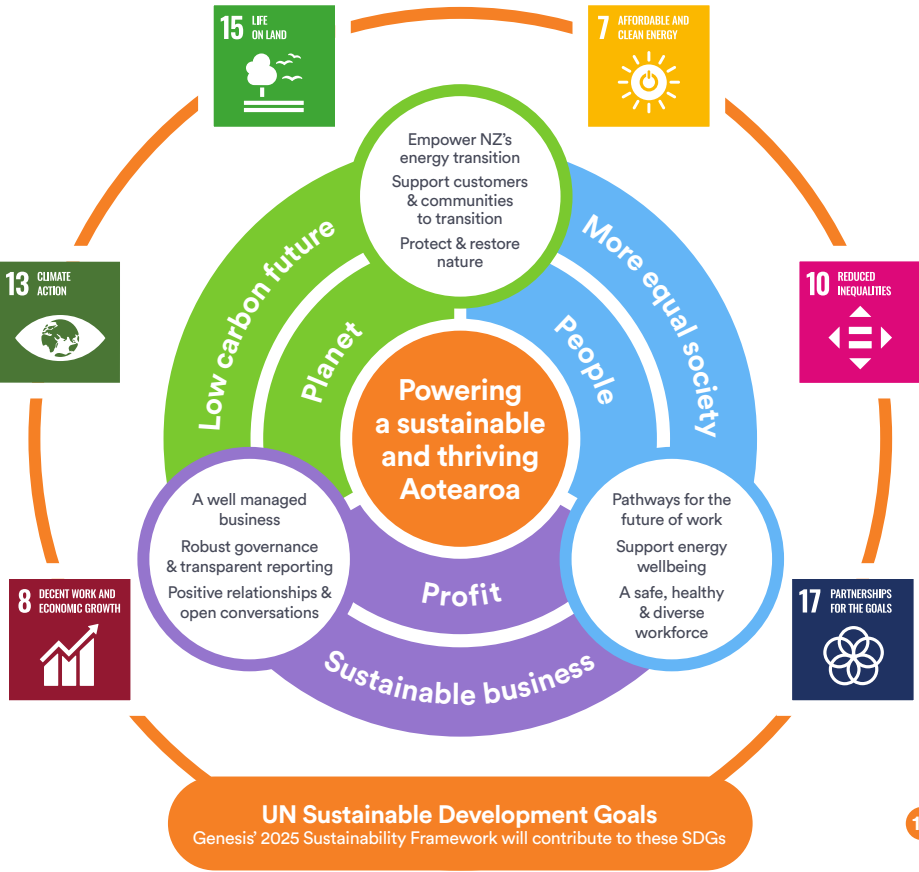 15 LIFE
ON LAND
7 AFFORDABLE AND
CLEAN ENERGY
Empower NZ's
energy transition
Support customers
& communities
to transition
Protect & restore
nature
Low carbon future
More equal society
13 CLIMATE
ACTION
10 REDUCED
INEQUALITIES
Planet
People
Powering
a sustainable
and thriving
Aotearoa
A well managed
business
Robust governance
& transparent reporting
Positive relationships &
open conversations
Pathways for the
future of work
Support energy
wellbeing
A safe, healthy
& diverse
workforce
Profit
Sustainable business
8 DECENT WORK AND
ECONOMIC GROWTH
17 PARTNERSHIPS
FOR THE GOALS
UN Sustainable Development Goals
Genesis' 2025 Sustainability Framework will contribute to these SDGs